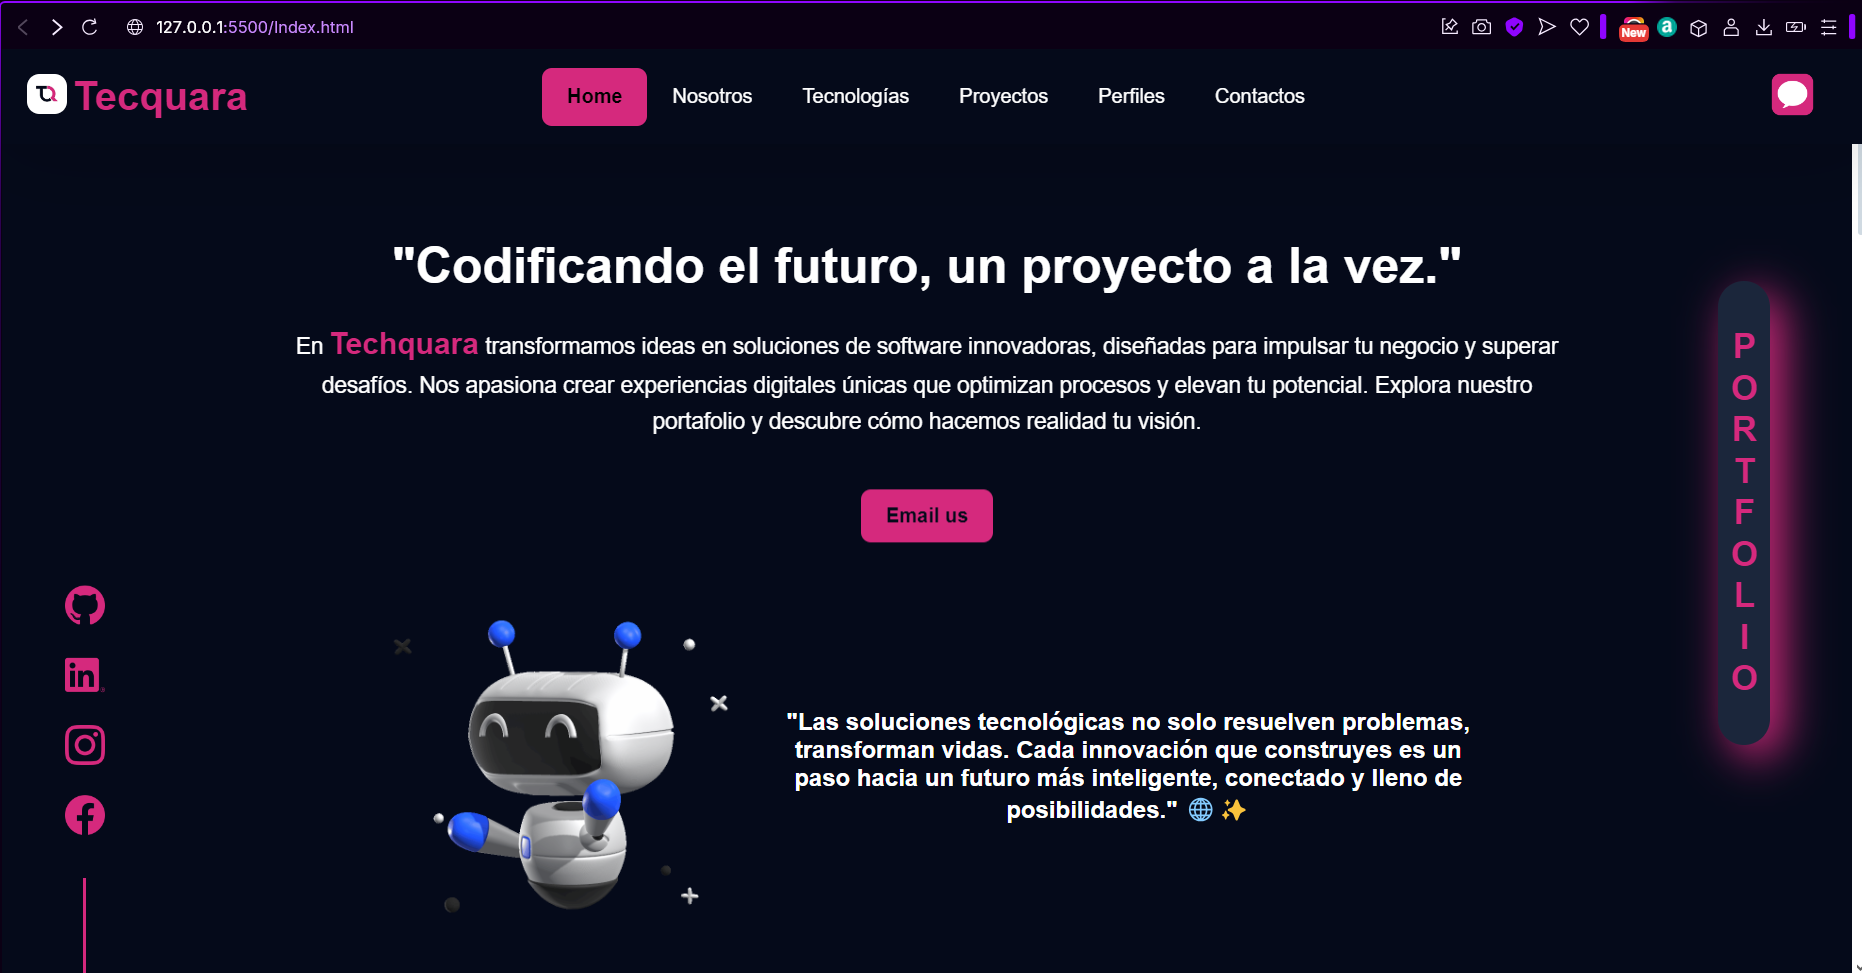 127.0.0.1:5500/Index.html
New
a
TQ Tecquara
Home Nosotros Tecnologías Proyectos Perfiles Contactos
"Codificando el futuro, un proyecto a la vez."
En Techquara transformamos ideas en soluciones de software innovadoras, diseñadas para impulsar tu negocio y superar
desafíos. Nos apasiona crear experiencias digitales únicas que optimizan procesos y elevan tu potencial. Explora nuestro
portafolio y descubre cómo hacemos realidad tu visión.
Email us
in
"Las soluciones tecnológicas no solo resuelven problemas,
transforman vidas. Cada innovación que construyes es un
paso hacia un futuro más inteligente, conectado y lleno de
posibilidades." 🌐 ✨
PORTFOLIO